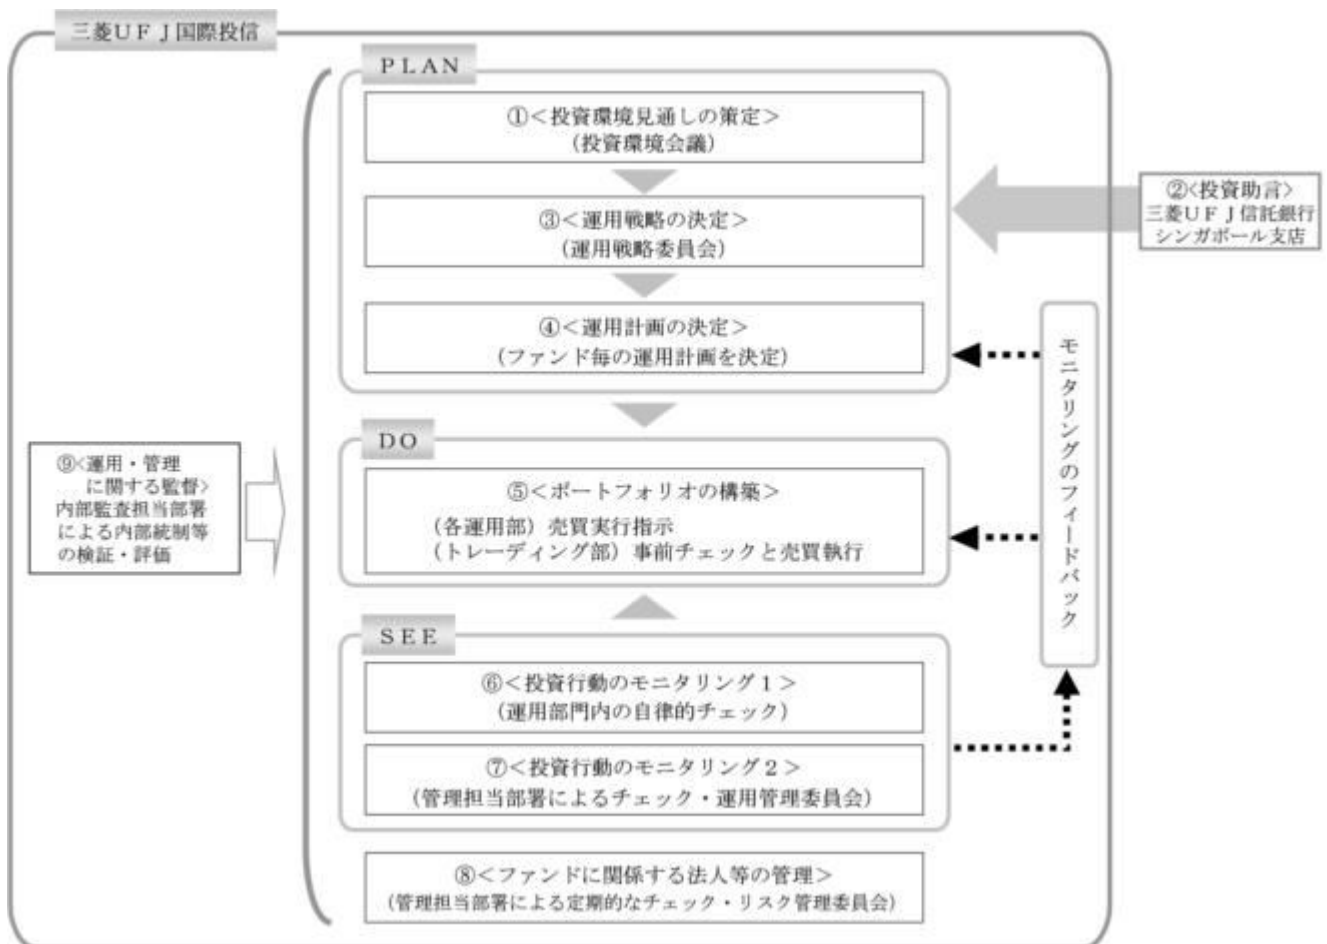 三菱ＵＦＪ国際投信
ＰＬＡＮ
①＜投資環境見通しの策定＞
(投資環境会議)
②<投資助言>
三菱ＵＦＪ信託銀行
シンガポール支店
③＜運用戦略の決定＞
(運用戦略委員会)
④＜運用計画の決定＞
(ファンド毎の運用計画を決定)
モニタリングのフィードバック
ＤＯ
⑤＜ポートフォリオの構築＞
(各運用部）売買実行指示
(トレーディング部）事前チェックと売買執行
⑨<運用・管理
に関する監督>
内部監査担当部署
による内部統制等
の検証・評価
ＳＥＥ
⑥＜投資行動のモニタリング１＞
(運用部門内の自律的チェック)
⑦＜投資行動のモニタリング２＞
(管理担当部署によるチェック・運用管理委員会)
⑧＜ファンドに関係する法人等の管理＞
(管理担当部署による定期的なチェック・リスク管理委員会)